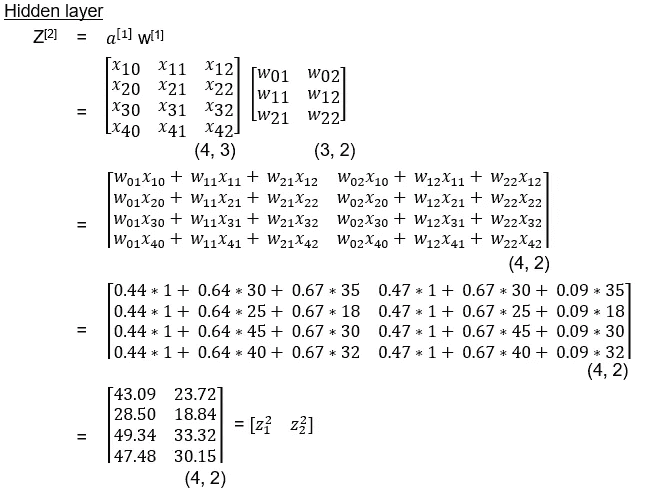 Hidden layer
Z[2] = a[1] w[1]
= [x10 x11 x12] [w01 w02]
[x20 x21 x22] [w11 w12]
[x30 x31 x32] [w21 w22]
[x40 x41 x42]
(4, 3) (3, 2)
= [w01x10 + w11x11 + w21x12 w02x10 + w12x11 + w22x12]
[w01x20 + w11x21 + w21x22 w02x20 + w12x21 + w22x22]
[w01x30 + w11x31 + w21x32 w02x30 + w12x31 + w22x32]
[w01x40 + w11x41 + w21x42 w02x40 + w12x41 + w22x42]
(4, 2)
= [0.44 * 1 + 0.64 * 30 + 0.67 * 35 0.47 * 1 + 0.67 * 30 + 0.09 * 35]
[0.44 * 1 + 0.64 * 25 + 0.67 * 18 0.47 * 1 + 0.67 * 25 + 0.09 * 18]
[0.44 * 1 + 0.64 * 45 + 0.67 * 30 0.47 * 1 + 0.67 * 45 + 0.09 * 30]
[0.44 * 1 + 0.64 * 40 + 0.67 * 32 0.47 * 1 + 0.67 * 40 + 0.09 * 32]
(4, 2)
= [43.09 23.72]
[28.50 18.84] = [z₁² z₂²]
[49.34 33.32]
[47.48 30.15]
(4, 2)